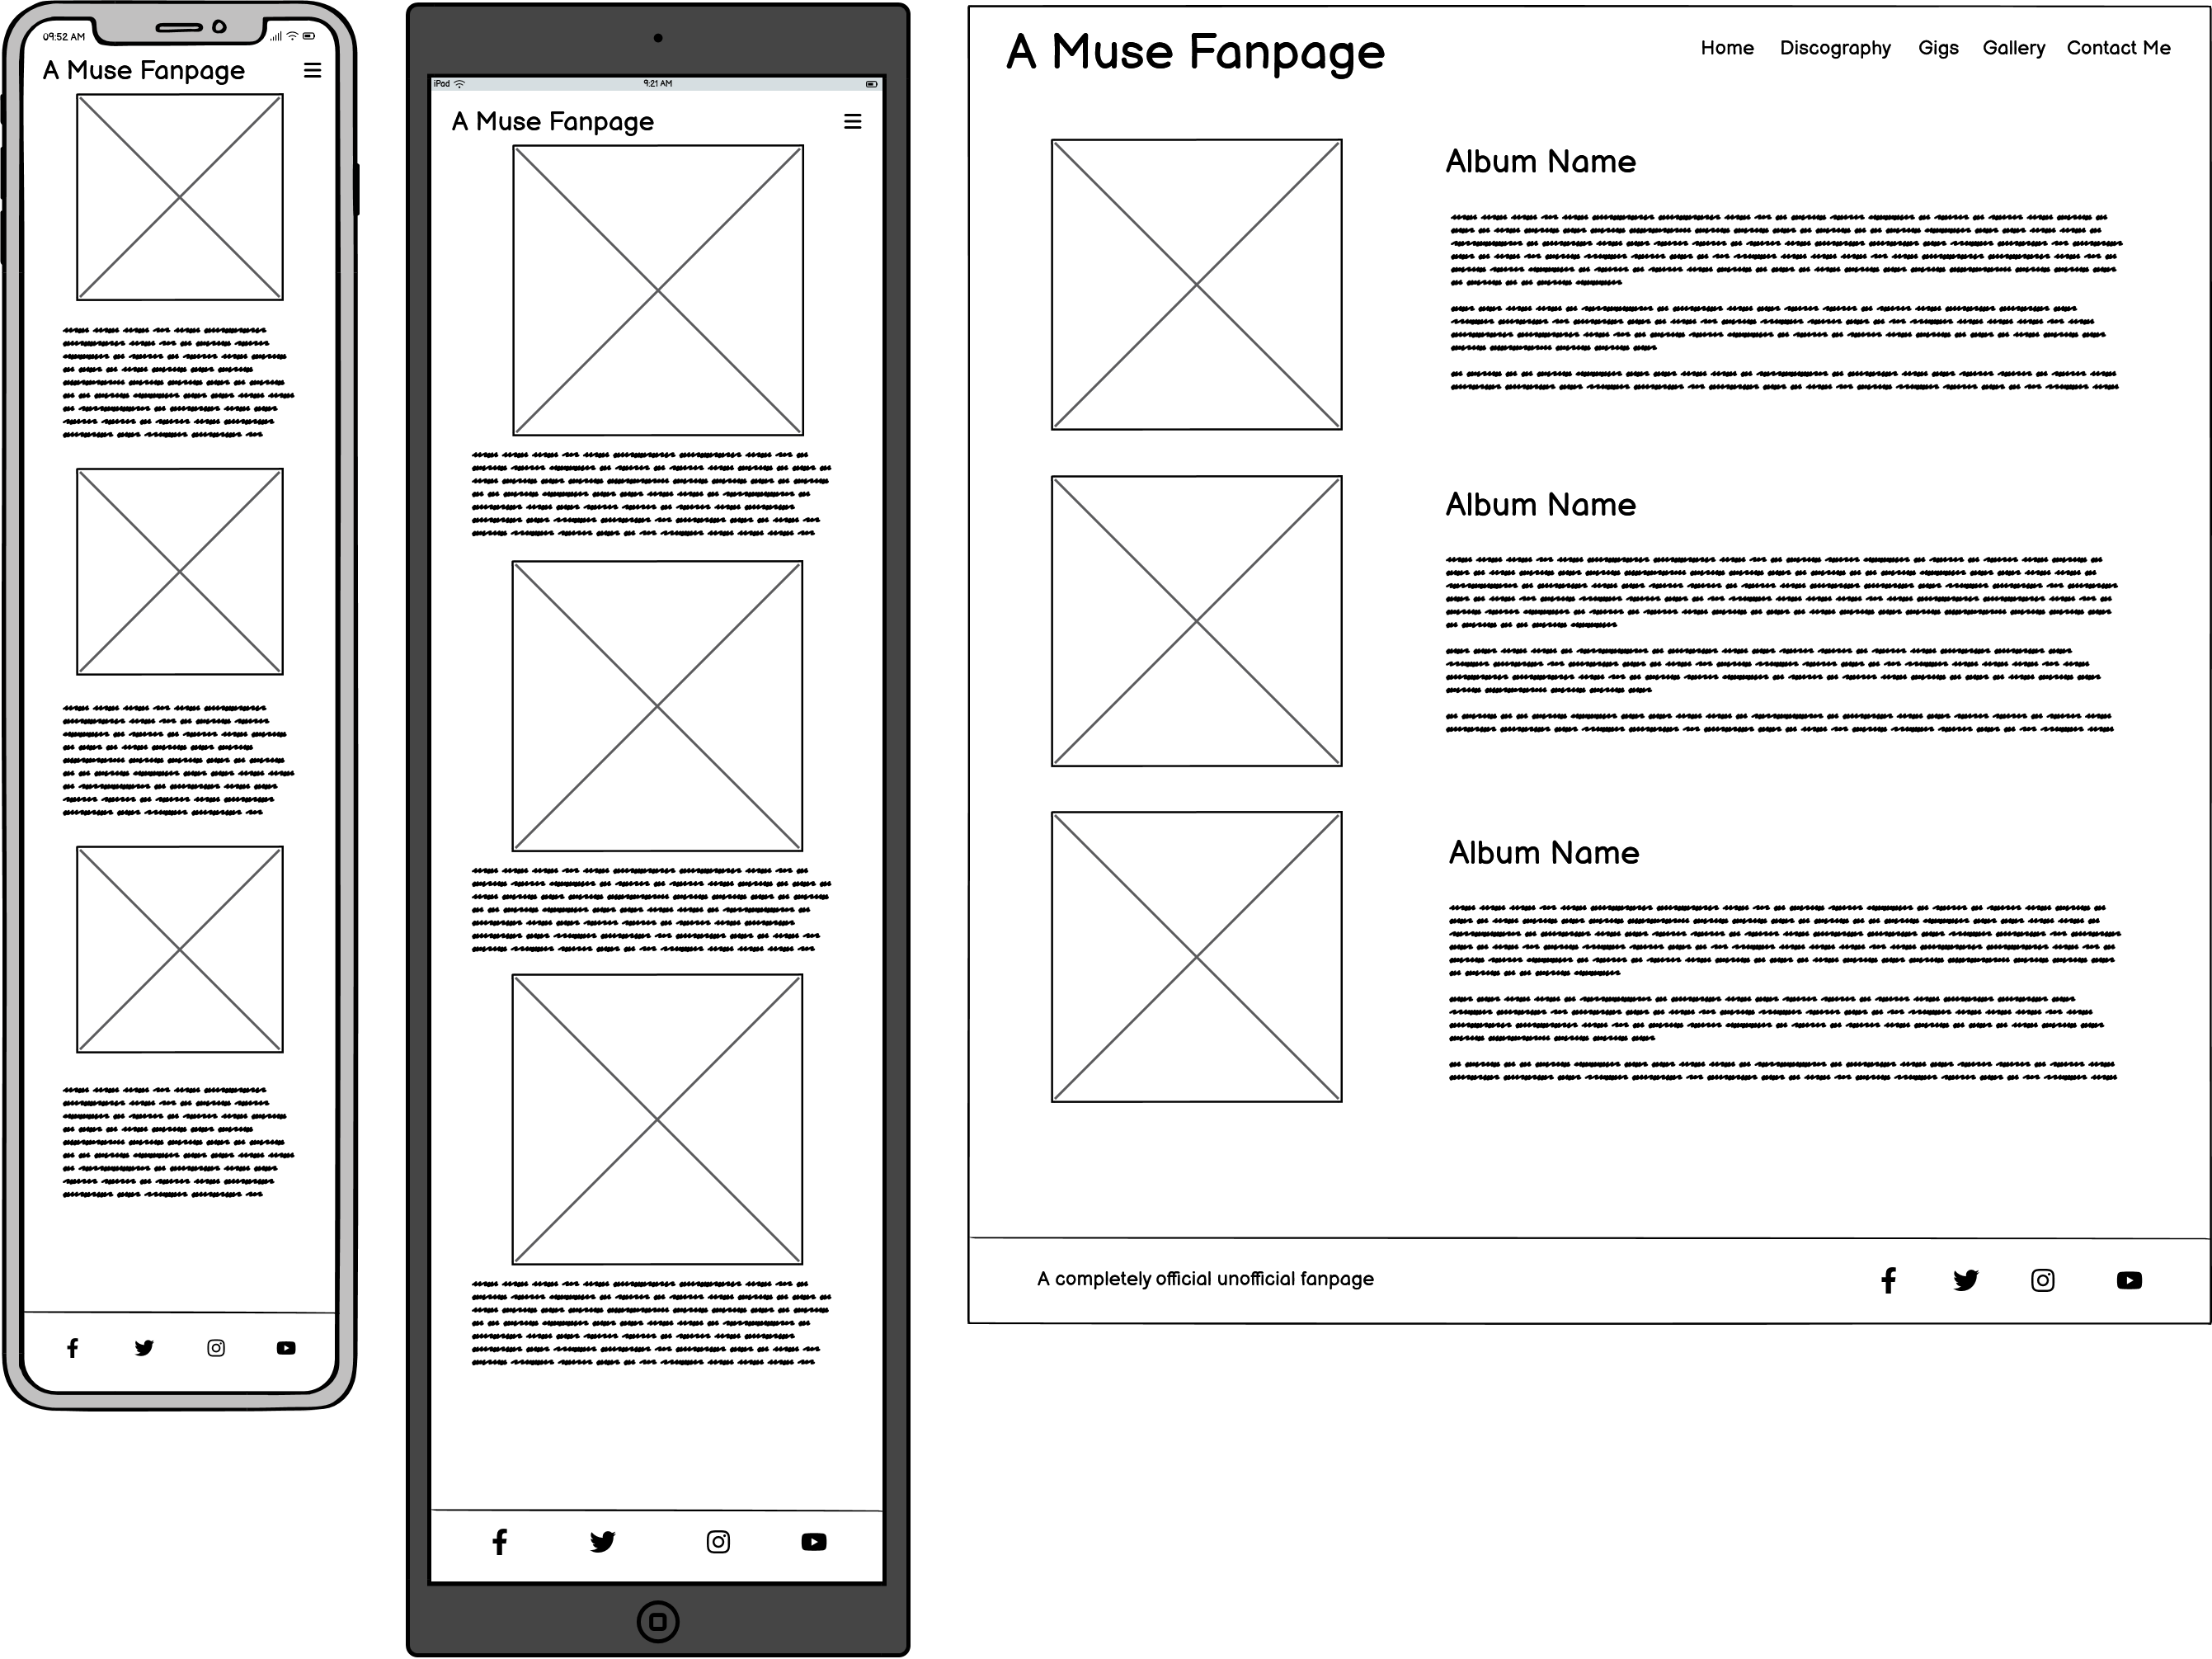 09:52 AM
A Muse Fanpage
iPad
9:21 AM
A Muse Fanpage
A Muse Fanpage
Home Discography Gigs Gallery Contact Me
Album Name
Album Name
Album Name
A completely official unofficial fanpage